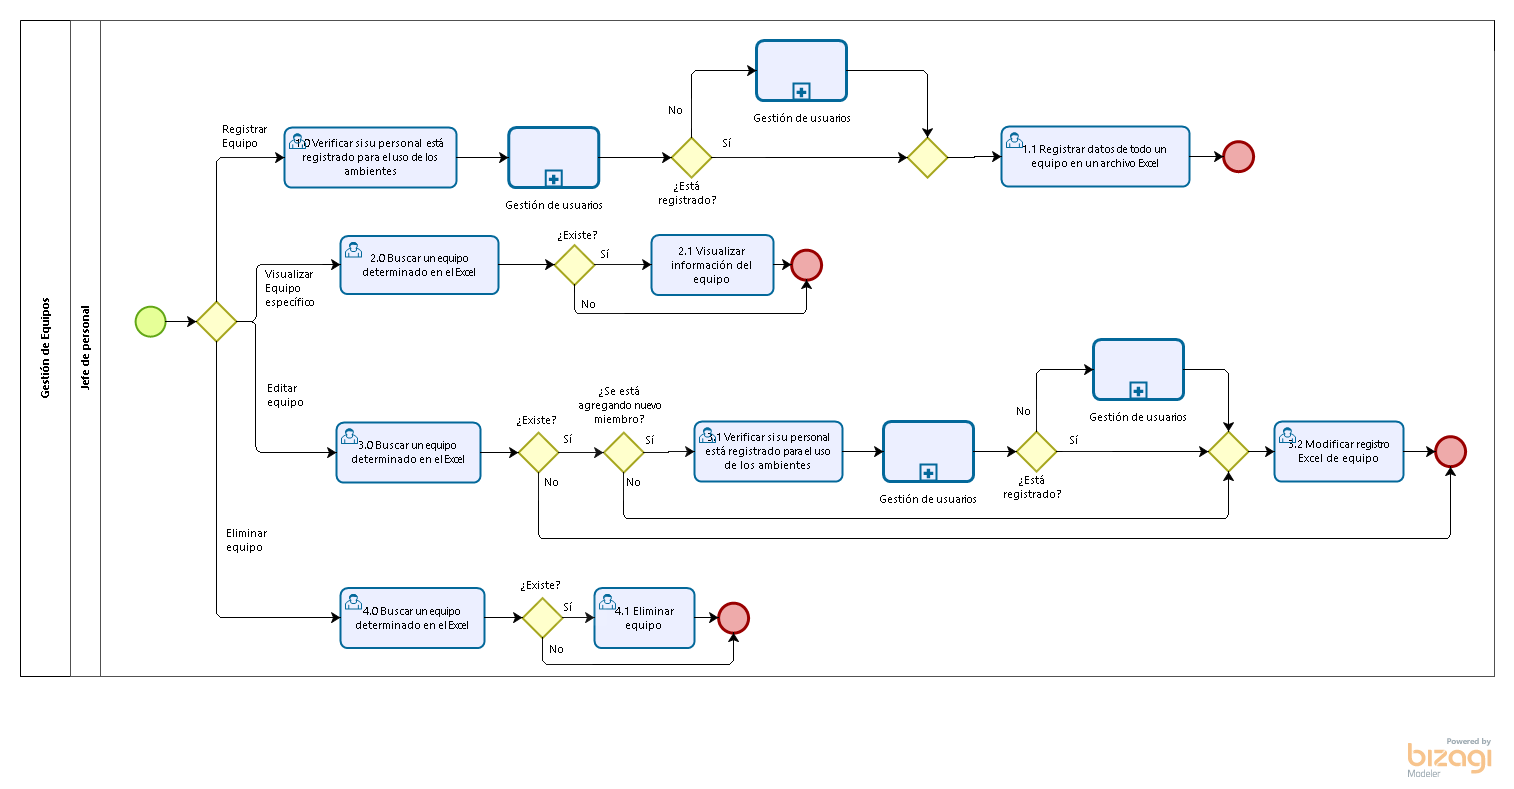 Gestión de Equipos
Jefe de personal
Registrar
Equipo
1.0 Verificar si su personal está
registrado para el uso de los
ambientes
Gestión de usuarios
¿Está
registrado?
No
Sí
Gestión de usuarios
1.1 Registrar datos de todo un
equipo en un archivo Excel
Visualizar
Equipo
específico
2.0 Buscar un equipo
determinado en el Excel
¿Existe?
Sí
No
2.1 Visualizar
información del
equipo
Editar
equipo
3.0 Buscar un equipo
determinado en el Excel
¿Existe?
Sí
No
¿Se está
agregando nuevo
miembro?
Sí
No
3.1 Verificar si su personal
está registrado para el uso
de los ambientes
Gestión de usuarios
¿Está
registrado?
No
Sí
Gestión de usuarios
3.2 Modificar registro
Excel de equipo
Eliminar
equipo
4.0 Buscar un equipo
determinado en el Excel
¿Existe?
Sí
No
4.1 Eliminar
equipo
Powered by
bizagi
Modeler